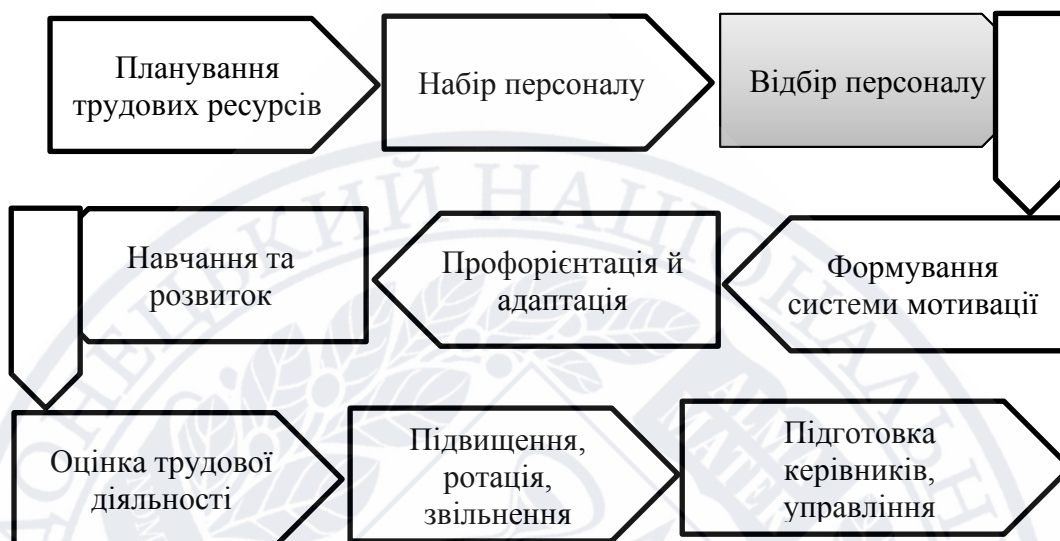 Планування
трудових ресурсів
Набір персоналу
Відбір персоналу
Формування
системи мотивації
Профорієнтація й
адаптація
Навчання та
розвиток
Оцінка трудової
діяльності
Підвищення,
ротація,
звільнення
Підготовка
керівників,
управління